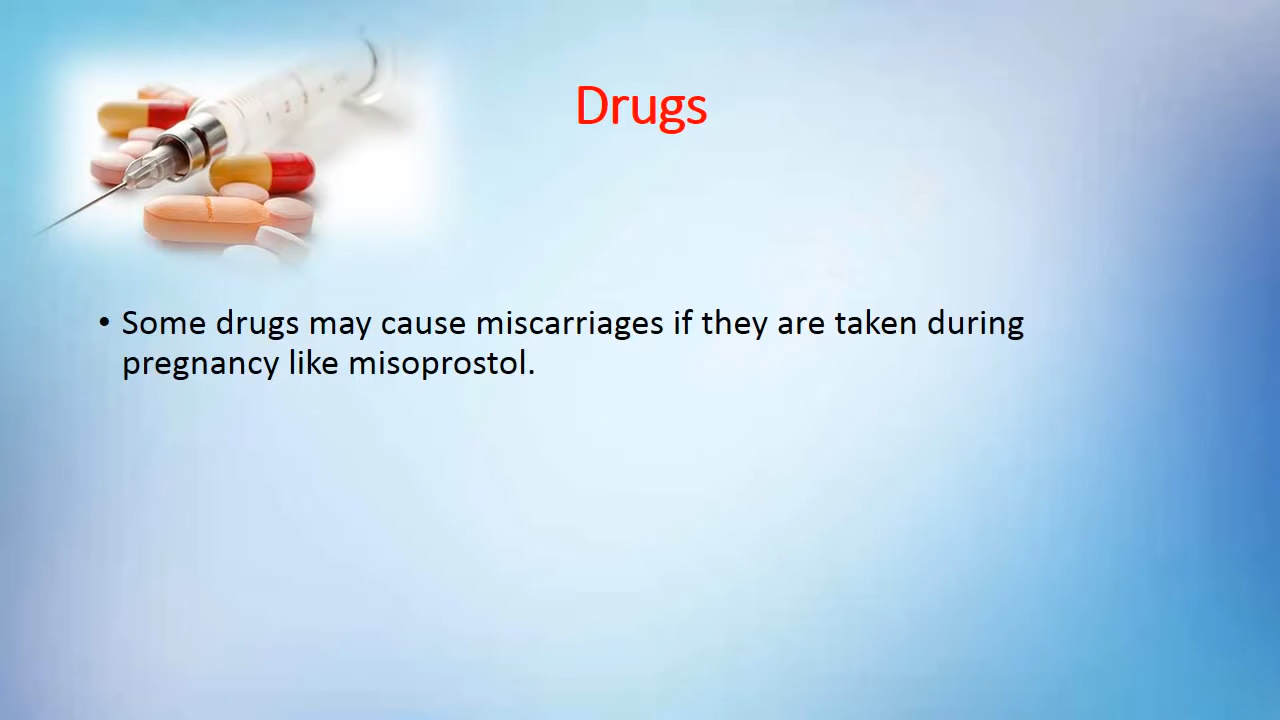 Drugs
• Some drugs may cause miscarriages if they are taken during
pregnancy like misoprostol.